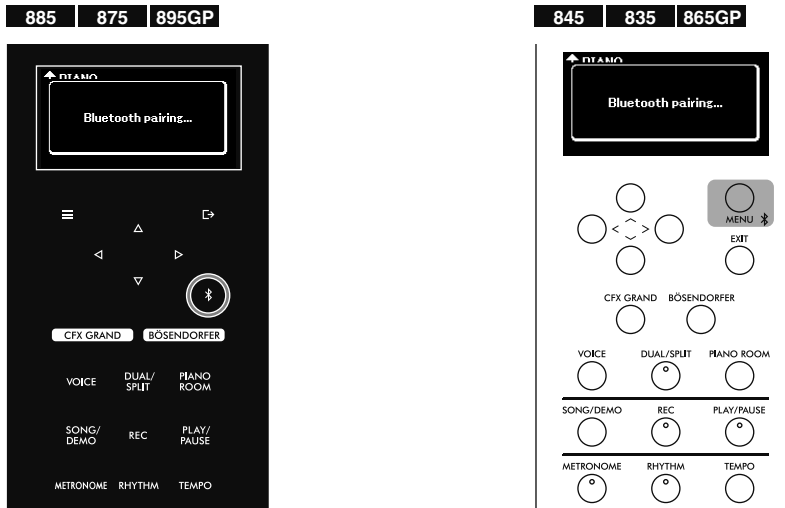 885 875 895GP
PIANO
Bluetooth pairing...
CFX GRAND BÖSENDORFER
VOICE DUAL/ SPLIT PIANO ROOM
SONG/ DEMO REC PLAY/ PAUSE
METRONOME RHYTHM TEMPO
845 835 865GP
PIANO
Bluetooth pairing...
MENU
EXIT
CFX GRAND BÖSENDORFER
VOICE DUAL/SPLIT PIANO ROOM
SONG/DEMO REC PLAY/PAUSE
METRONOME RHYTHM TEMPO